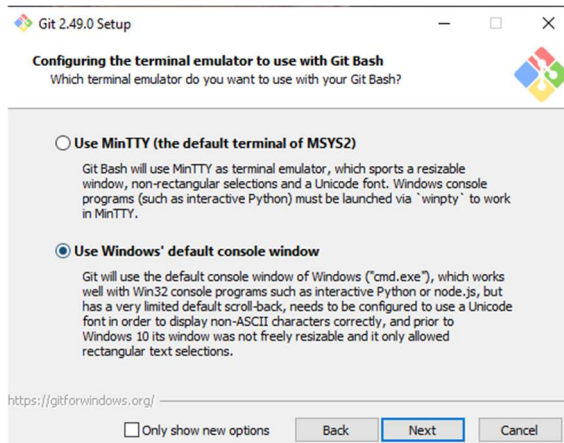 Git 2.49.0 Setup
Configuring the terminal emulator to use with Git Bash
Which terminal emulator do you want to use with your Git Bash?
Use MinTTY (the default terminal of MSYS2)
Git Bash will use MinTTY as terminal emulator, which sports a resizable
window, non-rectangular selections and a Unicode font. Windows console
programs (such as interactive Python) must be launched via `winpty` to work
in MinTTY.
Use Windows' default console window
Git will use the default console window of Windows ("cmd.exe"), which works
well with Win32 console programs such as interactive Python or node.js, but
has a very limited default scroll-back, needs to be configured to use a Unicode
font in order to display non-ASCII characters correctly, and prior to
Windows 10 its window was not freely resizable and it only allowed
rectangular text selections.
https://gitforwindows.org/
Only show new options Back Next Cancel